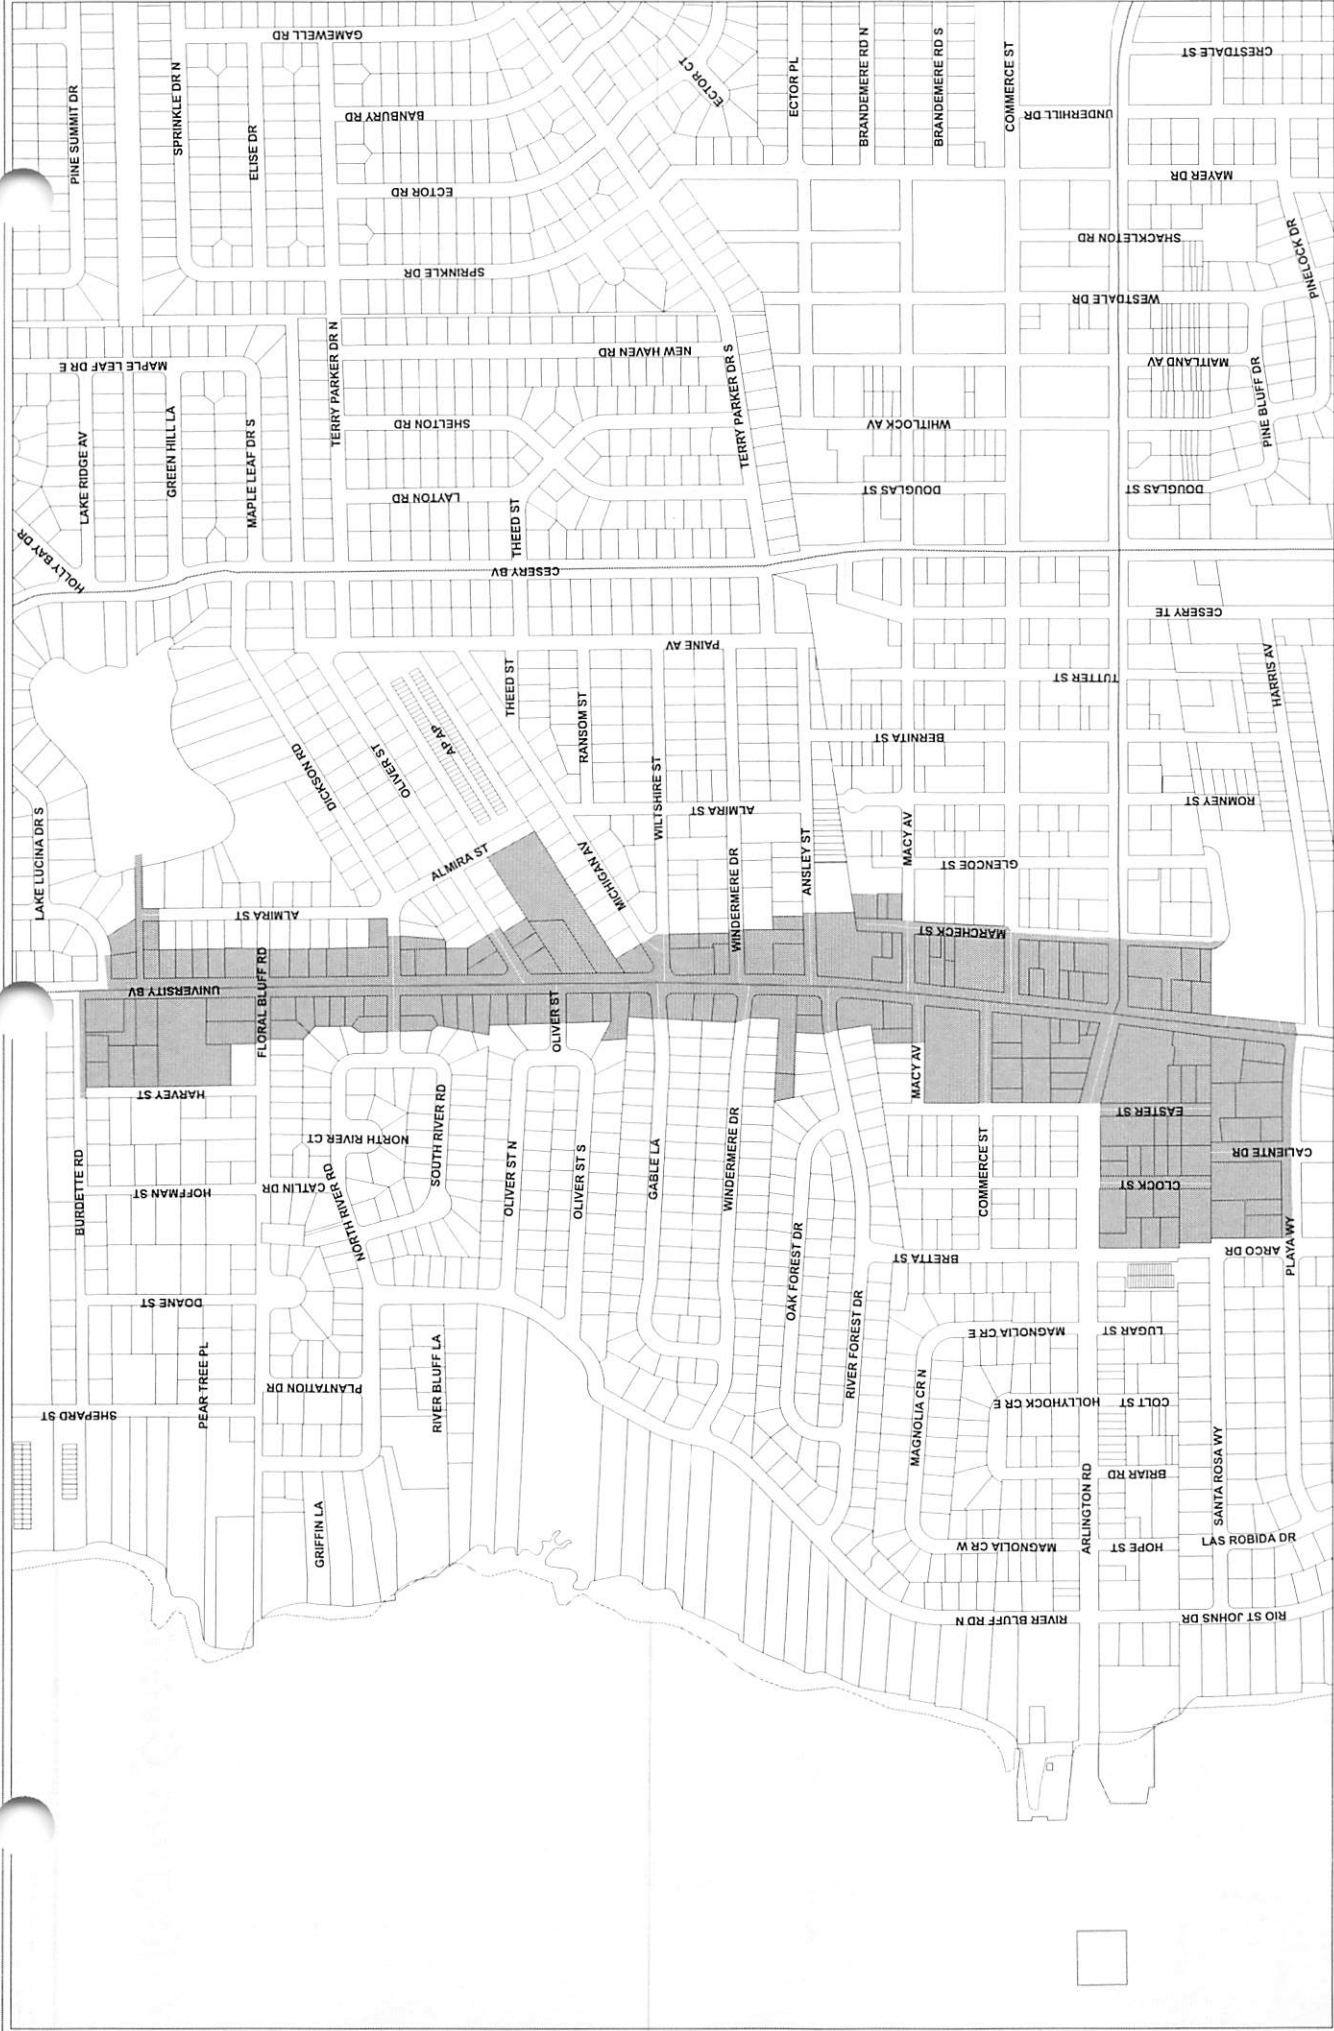 GAMEWELL RD
PINE SUMMIT DR
SPRINKLE DR N
ELISE DR
BANBURY RD
ECTOR RD
SPRINKLE DR
ECTOR CT
ECTOR PL
BRANDEMERE RD N
BRANDEMERE RD S
COMMERCE ST
UNDERHILL DR
CRESTDALE ST
MAYER DR
SHACKLETON RD
WESTDALE DR
PINELOCK DR
MAITLAND AV
PINE BLUFF DR
MAPLE LEAF DR E
LAKE RIDGE AV
GREEN HILL LA
MAPLE LEAF DR S
TERRY PARKER DR N
NEW HAVEN RD
SHELTON RD
LAYTON RD
TERRY PARKER DR S
WHITLOCK AV
DOUGLAS ST
DOUGLAS ST
THEED ST
HOLLY BAY DR
CESERY BV
CESERY TE
PAINE AV
THEED ST
RANSOM ST
TUTTER ST
HARRIS AV
BERNITA ST
DICKSON RD
OLIVER ST
AP AP
WILTSHIRE ST
ALMIRA ST
ROMNEY ST
LAKE LUCINA DR S
ALMIRA ST
MICHIGAN AV
WINDERMERE DR
ANSLEY ST
MACY AV
GLENCOE ST
ALMIRA ST
MARCHECK ST
UNIVERSITY BV
FLORAL BLUFF RD
OLIVER ST
HARVEY ST
MACY AV
EASTER ST
NORTH RIVER CT
SOUTH RIVER RD
OLIVER ST N
OLIVER ST S
GABLE LA
WINDERMERE DR
COMMERCE ST
CALIENTE DR
CLOCK ST
BURDETTE RD
HOFFMAN ST
CATLIN DR
NORTH RIVER RD
OAK FOREST DR
BRETTA ST
ARCO DR
PLAYA WY
DOANE ST
RIVER FOREST DR
MAGNOLIA CR E
LUGAR ST
PEAR TREE PL
PLANTATION DR
RIVER BLUFF LA
MAGNOLIA CR N
HOLLYHOCK CR E
COLT ST
SHEPARD ST
BRIAR RD
SANTA ROSA WY
GRIFFIN LA
ARLINGTON RD
MAGNOLIA CR W
HOPE ST
LAS ROBIDA DR
RIVER BLUFF RD N
RIO ST JOHNS DR